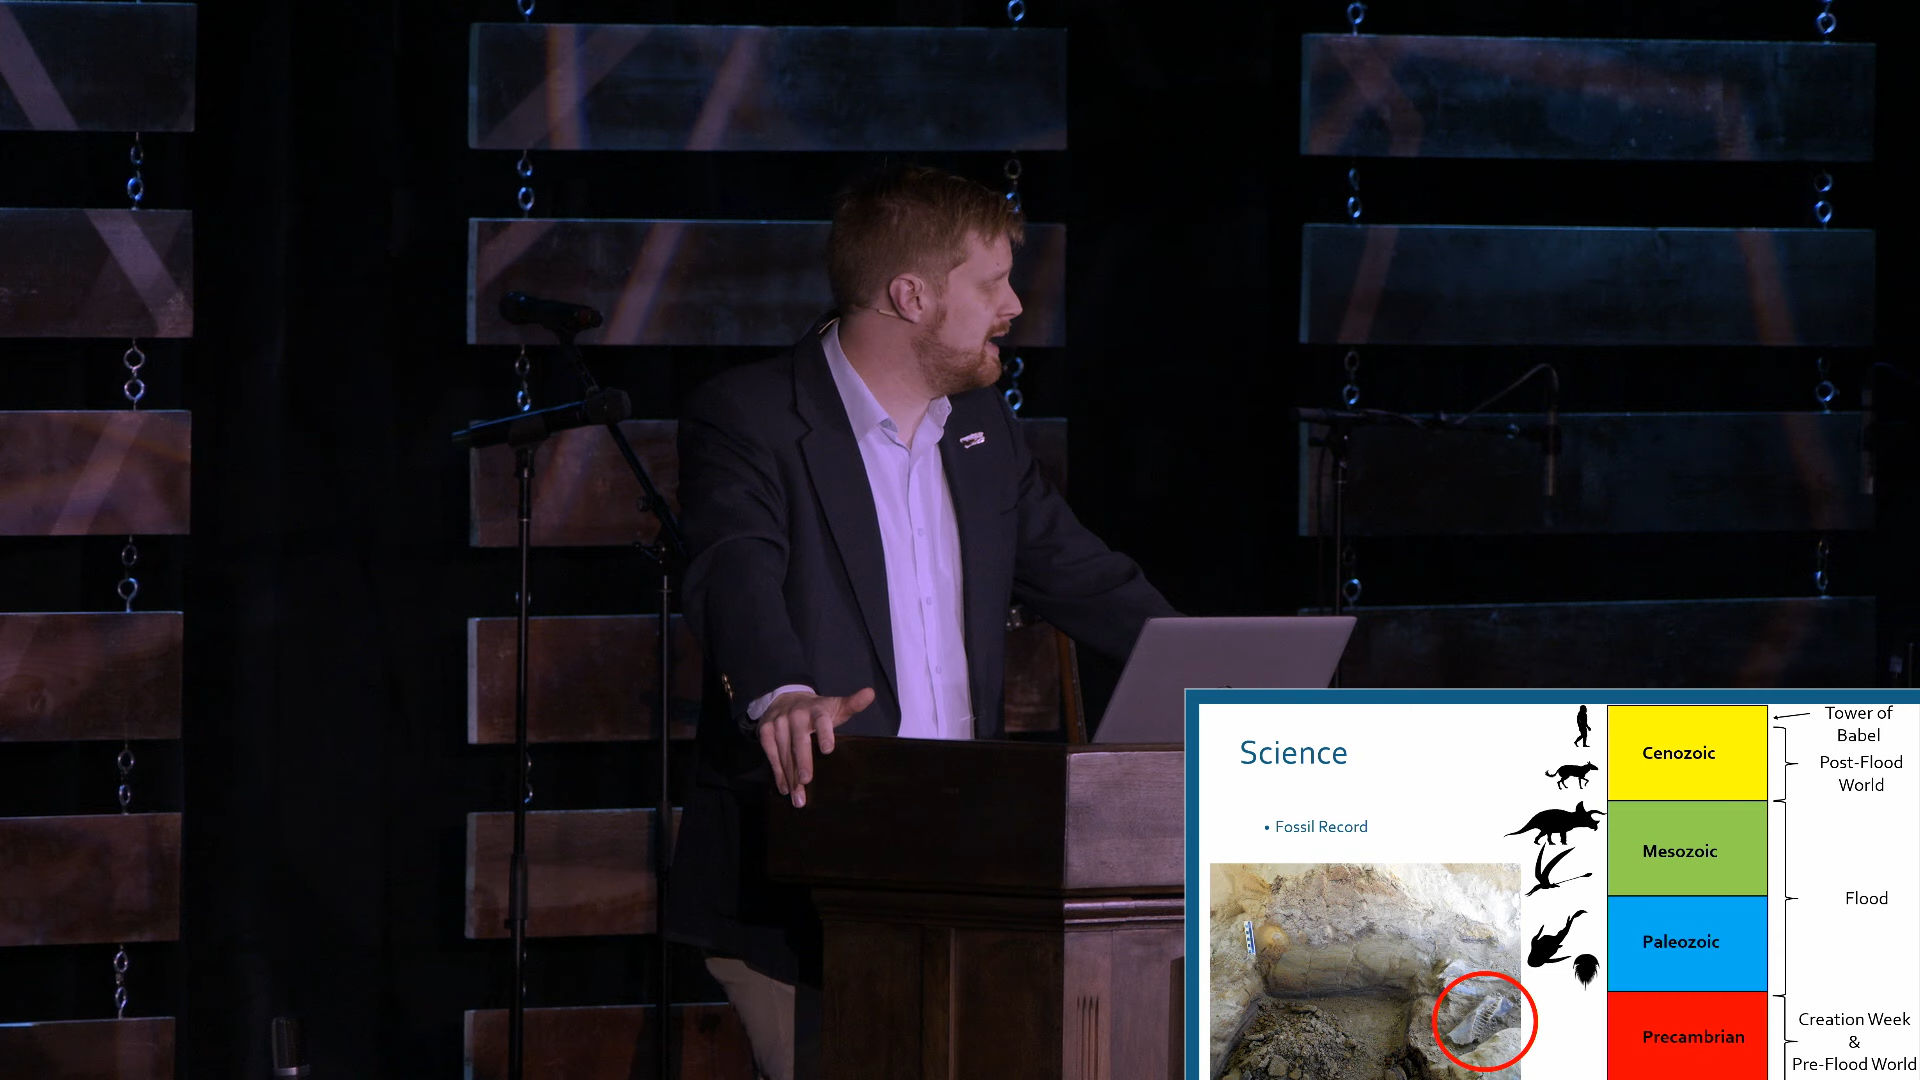 Science
• Fossil Record
Cenozoic
Mesozoic
Paleozoic
Precambrian
Tower of
Babel
Post-Flood
World
Flood
Creation Week
&
Pre-Flood World